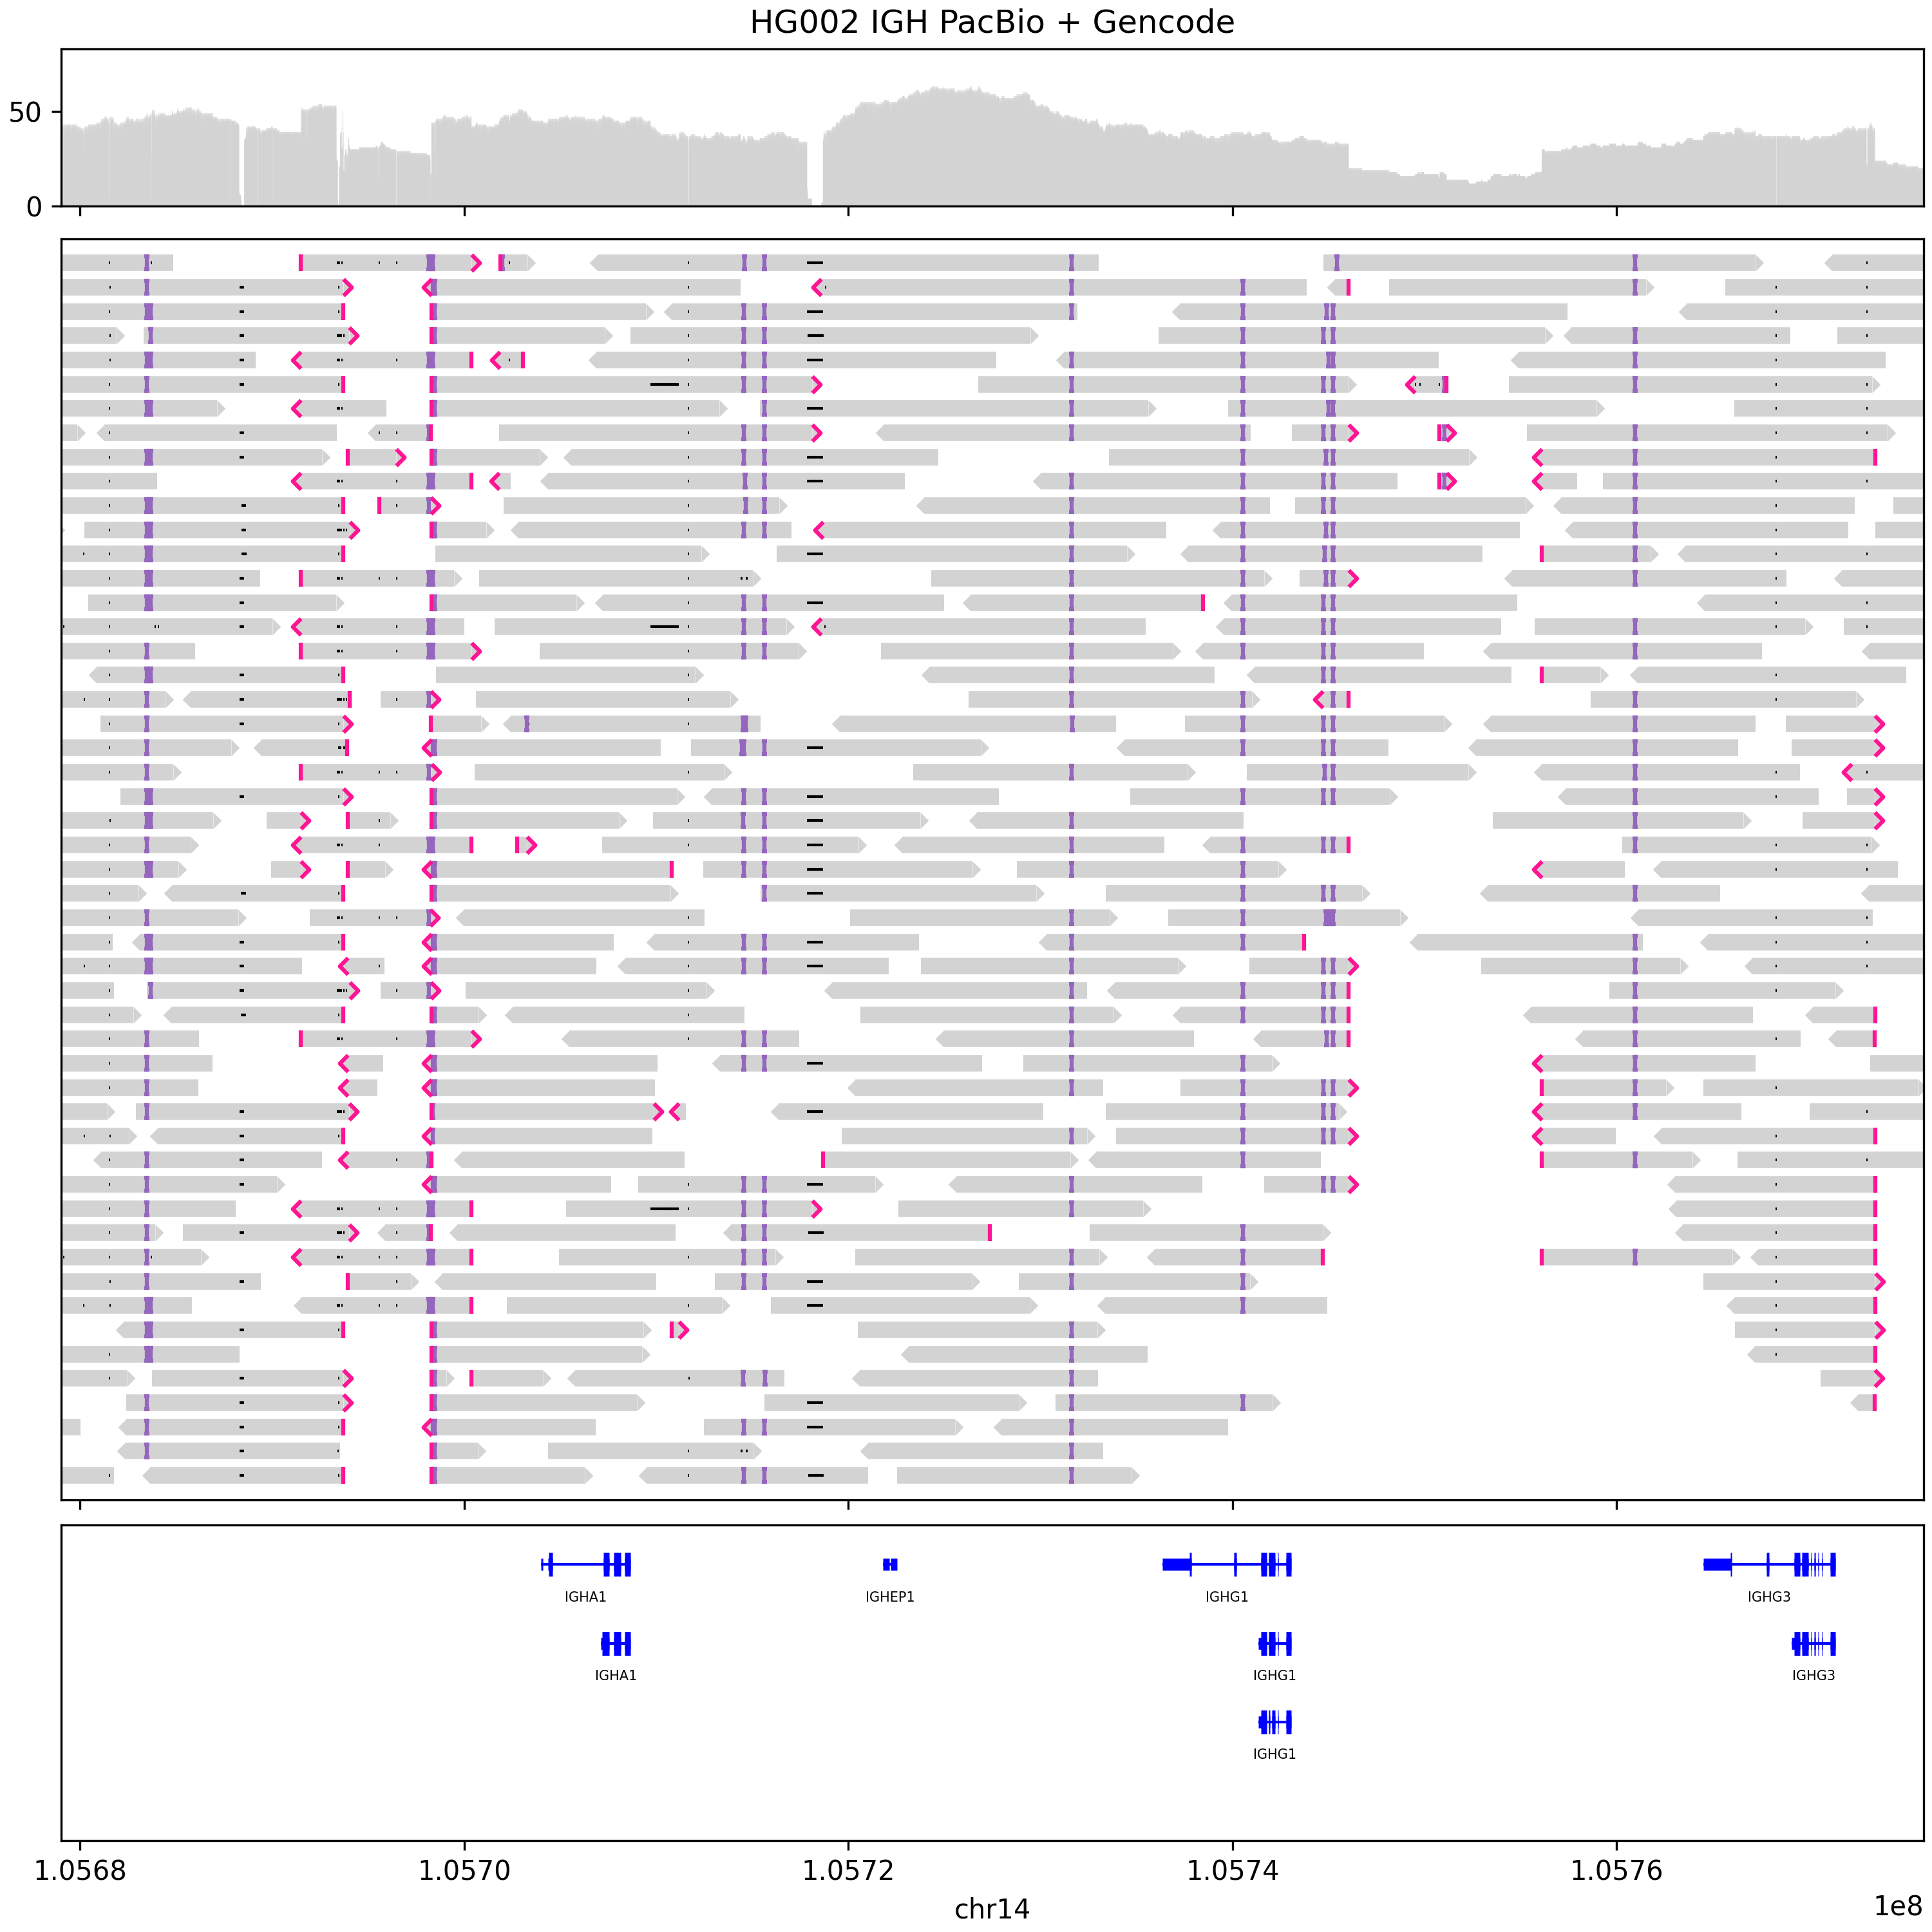 HG002 IGH PacBio + Gencode
50
0
IGHA1 IGHEP1 IGHG1 IGHG3
IGHA1 IGHG1 IGHG3
IGHG1
1.0568 1.0570 1.0572 1.0574 1.0576
chr14 1e8